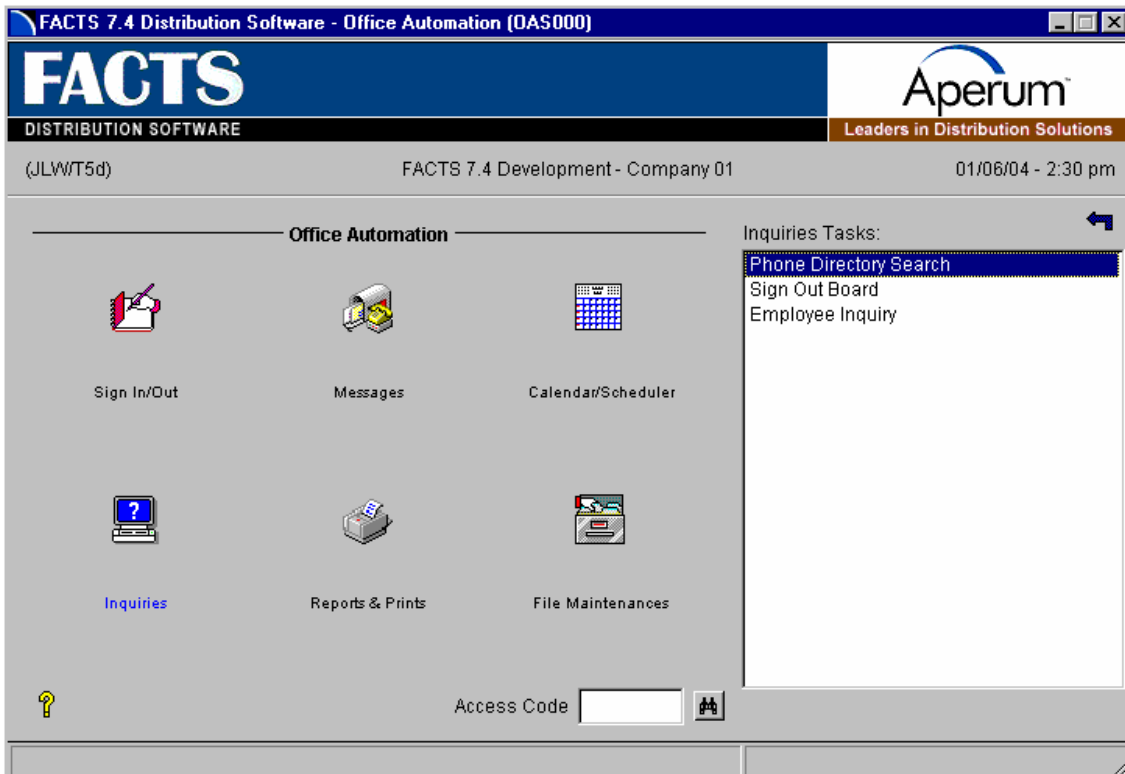 FACTS 7.4 Distribution Software - Office Automation (OAS000)
FACTS
DISTRIBUTION SOFTWARE
Aperum™
Leaders in Distribution Solutions
(JLW/T5d)
FACTS 7.4 Development - Company 01
01/06/04 - 2:30 pm
Office Automation
Sign In/Out
Messages
Calendar/Scheduler
?
Inquiries
Reports & Prints
File Maintenances
?
Access Code
Inquiries Tasks:
Phone Directory Search
Sign Out Board
Employee Inquiry